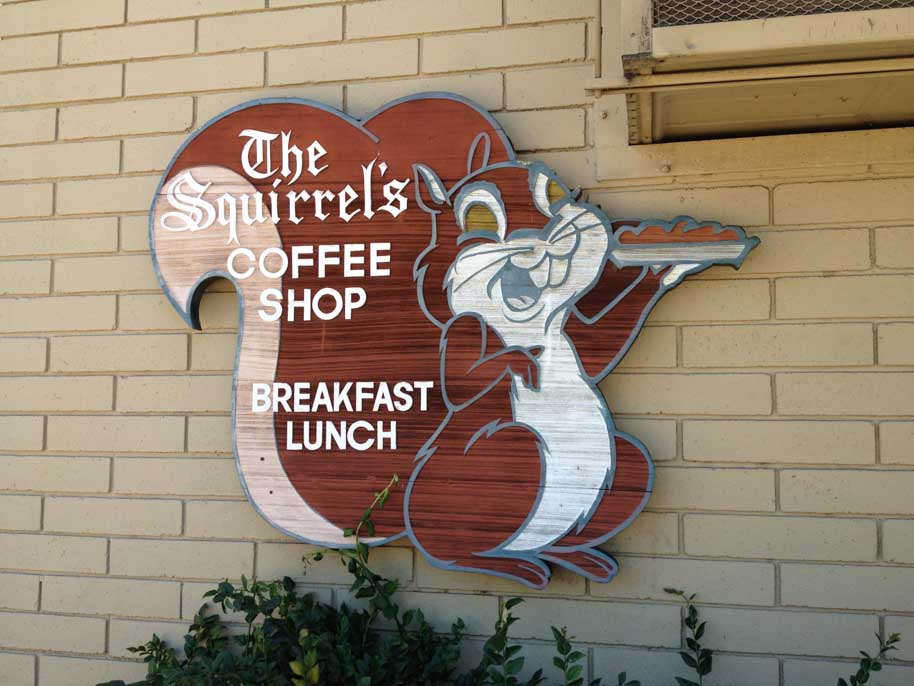 The
Squirrel's
COFFEE
SHOP
BREAKFAST
LUNCH